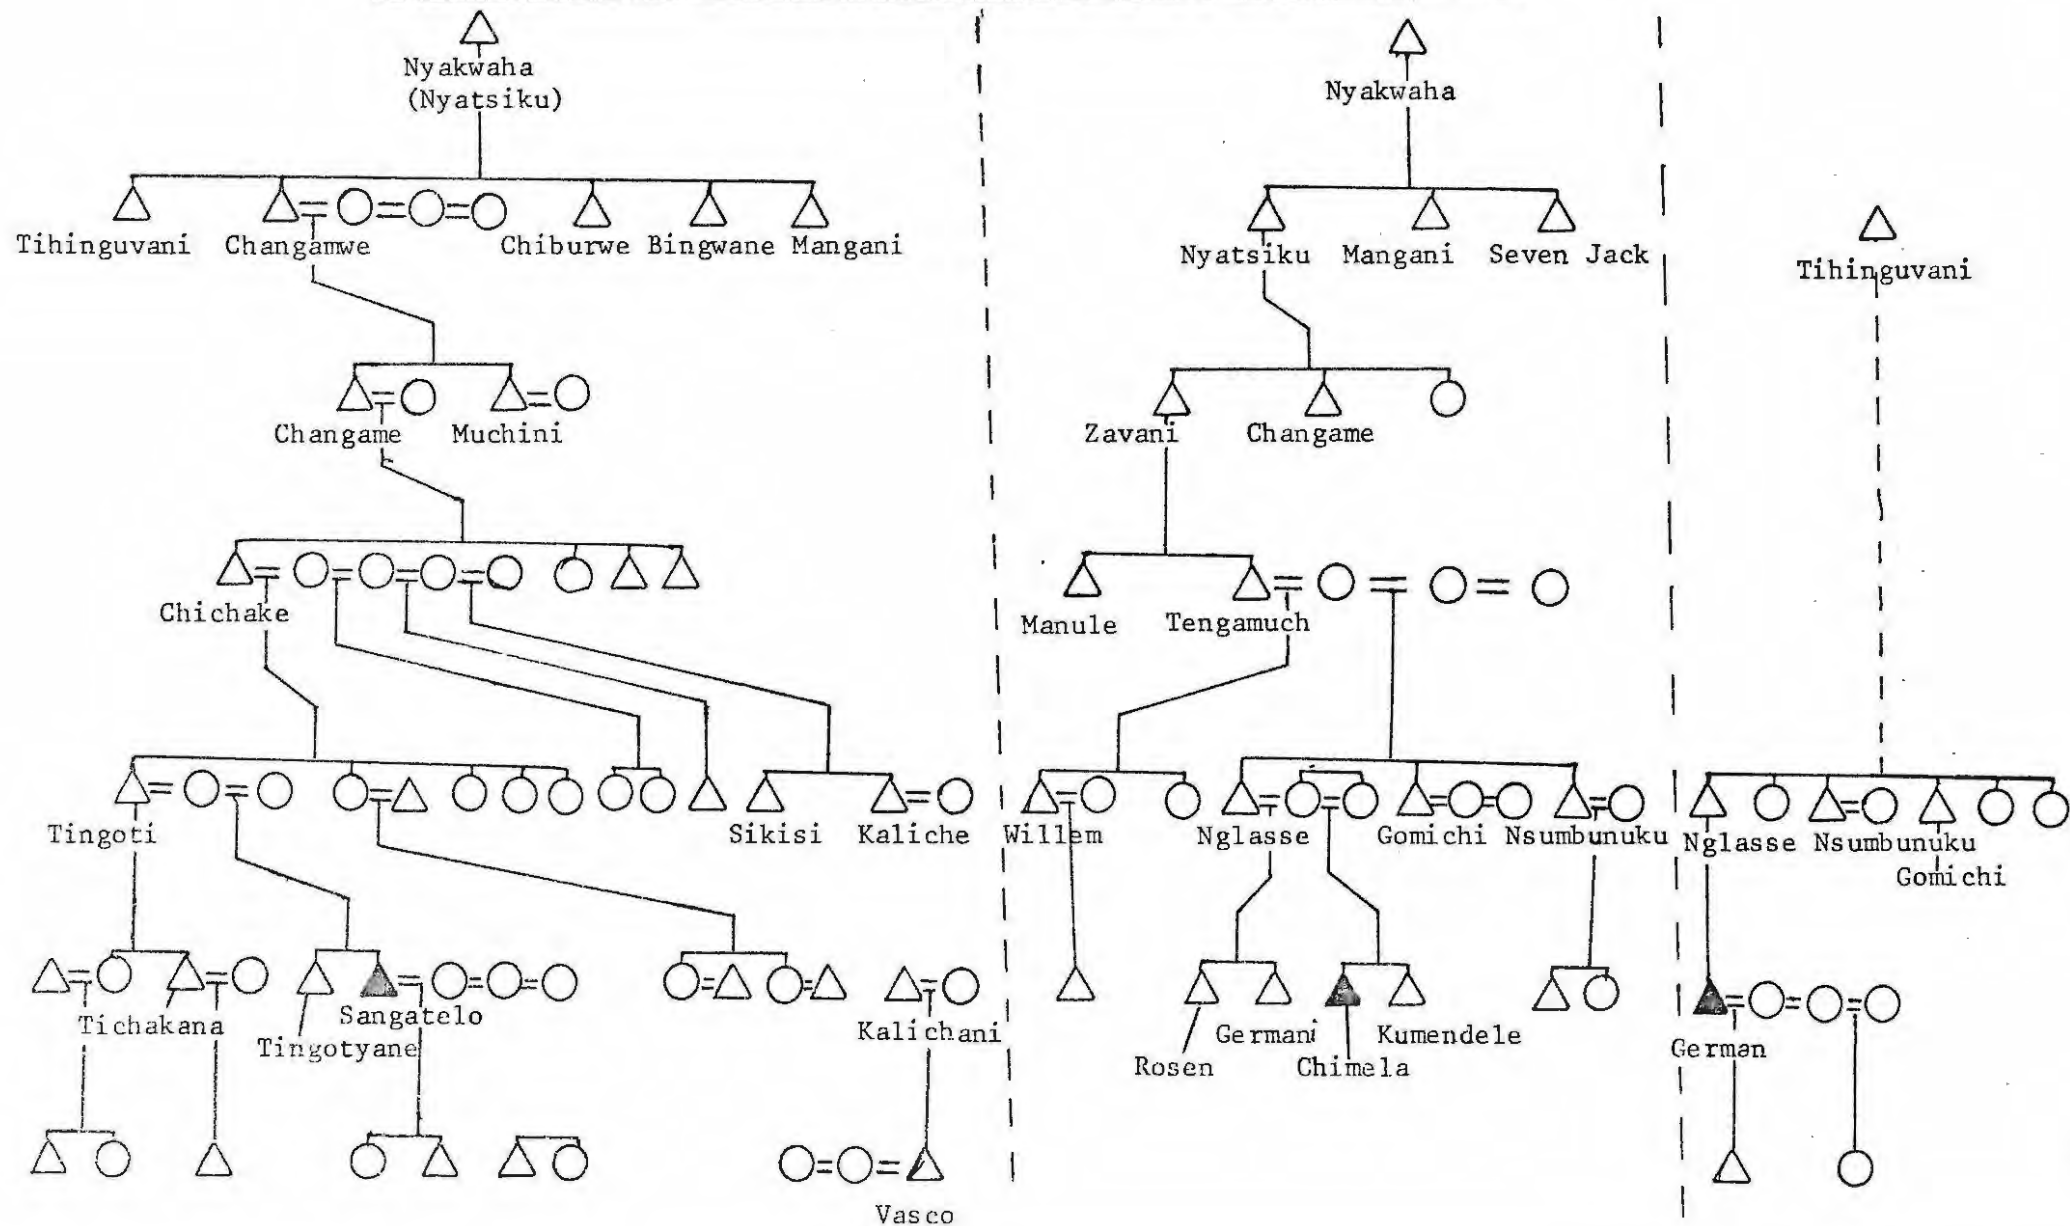 Nyakwaha
(Nyatsiku)
Nyakwaha
Tihinguvani Changamwe Chiburwe Bingwane Mangani
Nyatsiku Mangani Seven Jack
Tihinguvani
Changame Muchini
Zavani Changame
Chichake
Manule Tengamuch
Tingoti Sikisi Kaliche
Willem Nglasse Gomichi Nsumbunuku
Nglasse Nsumbunuku
Gomichi
Tichakana Sangatelo
Tingotyane
Kalichani
Germani Kumendele
Rosen Chimela
German
Vasco